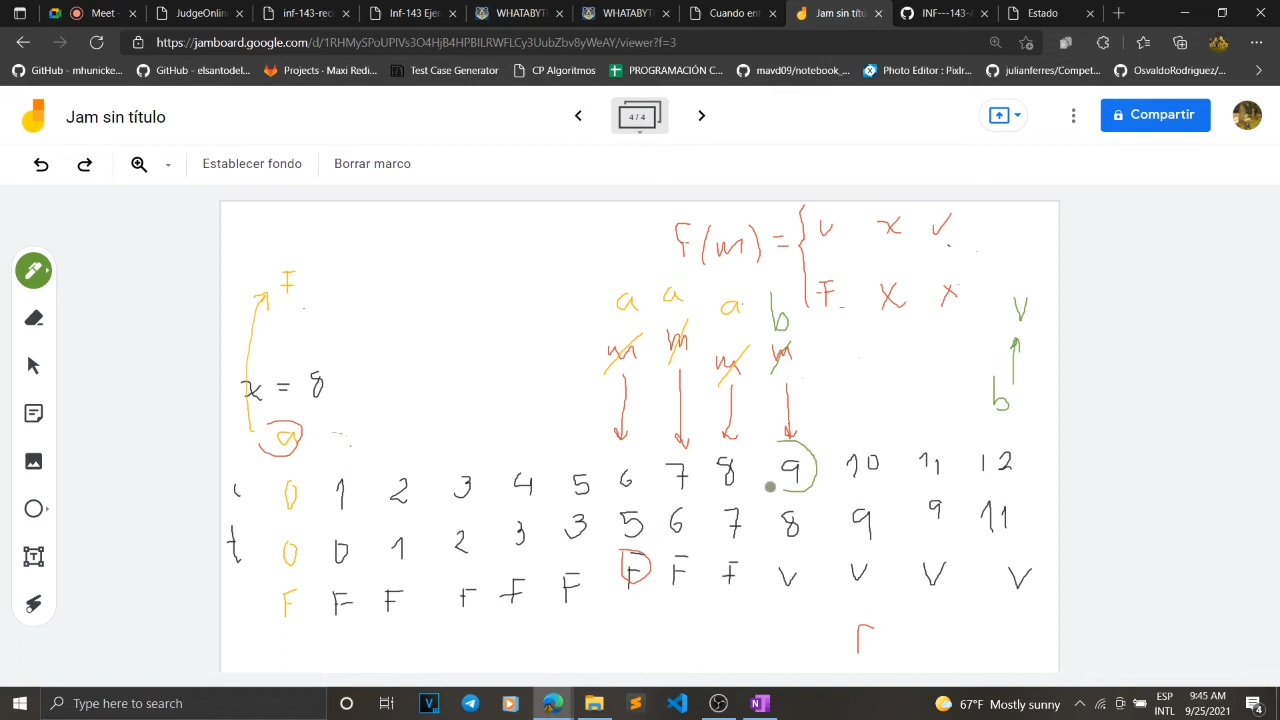 Meet -
JudgeOnlin
inf-143-rec
Inf-143 Ejer
WHATABYTE
WHATABYTE
Cuando en
Jam sin títu
INF---143-A
Estado
https://jamboard.google.com/d/1RHMySPoUPlVs3O4HjB4HPBILRWFLCy3UubZbv8yWeAY/viewer?f=3
GitHub - mhunicke...
GitHub - elsantodel...
Projects · Maxi Redi...
Test Case Generator
CP Algoritmos
PROGRAMACIÓN C...
mavd09/notebook_...
Photo Editor : Pixlr...
julianferres/Compet...
OsvaldoRodriguez/...
Jam sin título
4 / 4
Compartir
Establecer fondo
Borrar marco
F(m) = { V x ✓
F x x
F a a a b V
m m m m
x = 8
b
a
i 0 1 2 3 4 5 6 7 8 9 10 11 12
t 0 0 1 2 3 3 5 6 7 8 9 9 11
F F F F F F F F F V V V V
Type here to search
67°F Mostly sunny
ESP
INTL
9:45 AM
9/25/2021
4